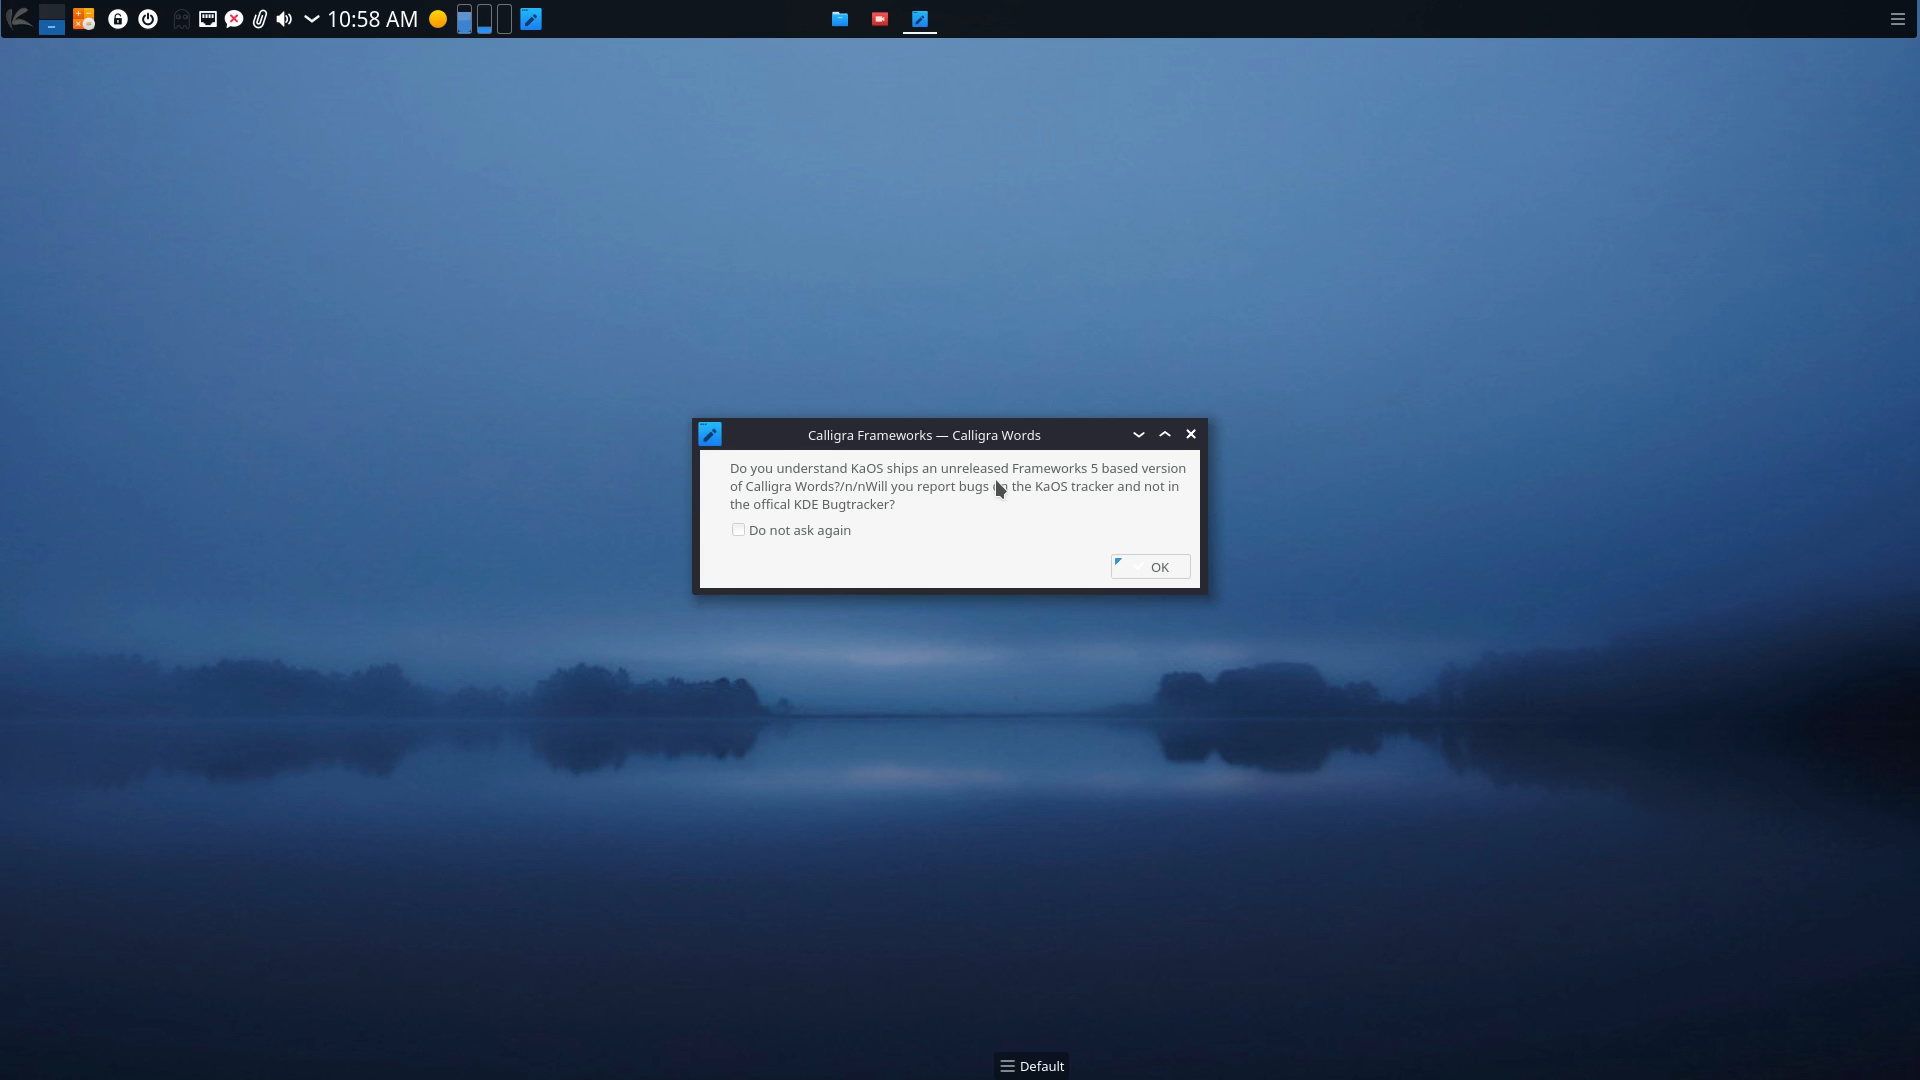 10:58 AM
Calligra Frameworks — Calligra Words
Do you understand KaOS ships an unreleased Frameworks 5 based version
of Calligra Words?/n/nWill you report bugs on the KaOS tracker and not in
the offical KDE Bugtracker?
Do not ask again
OK
Default